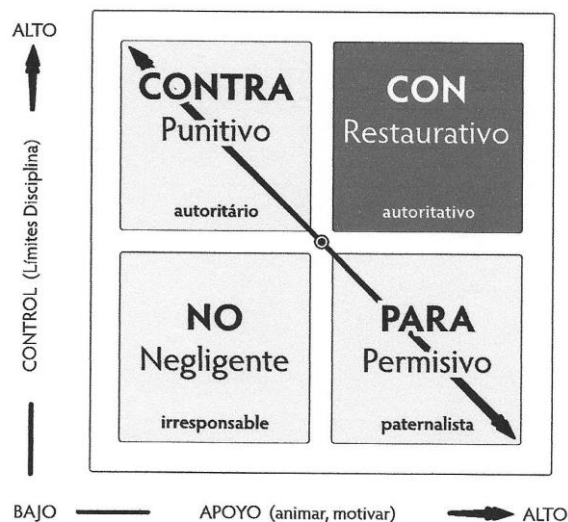 ALTO
CONTROL (Límites Disciplina)
CONTRA
Punitivo
autoritário
CON
Restaurativo
autoritativo
NO
Negligente
irresponsable
PARA
Permisivo
paternalista
BAJO
APOYO (animar, motivar)
ALTO